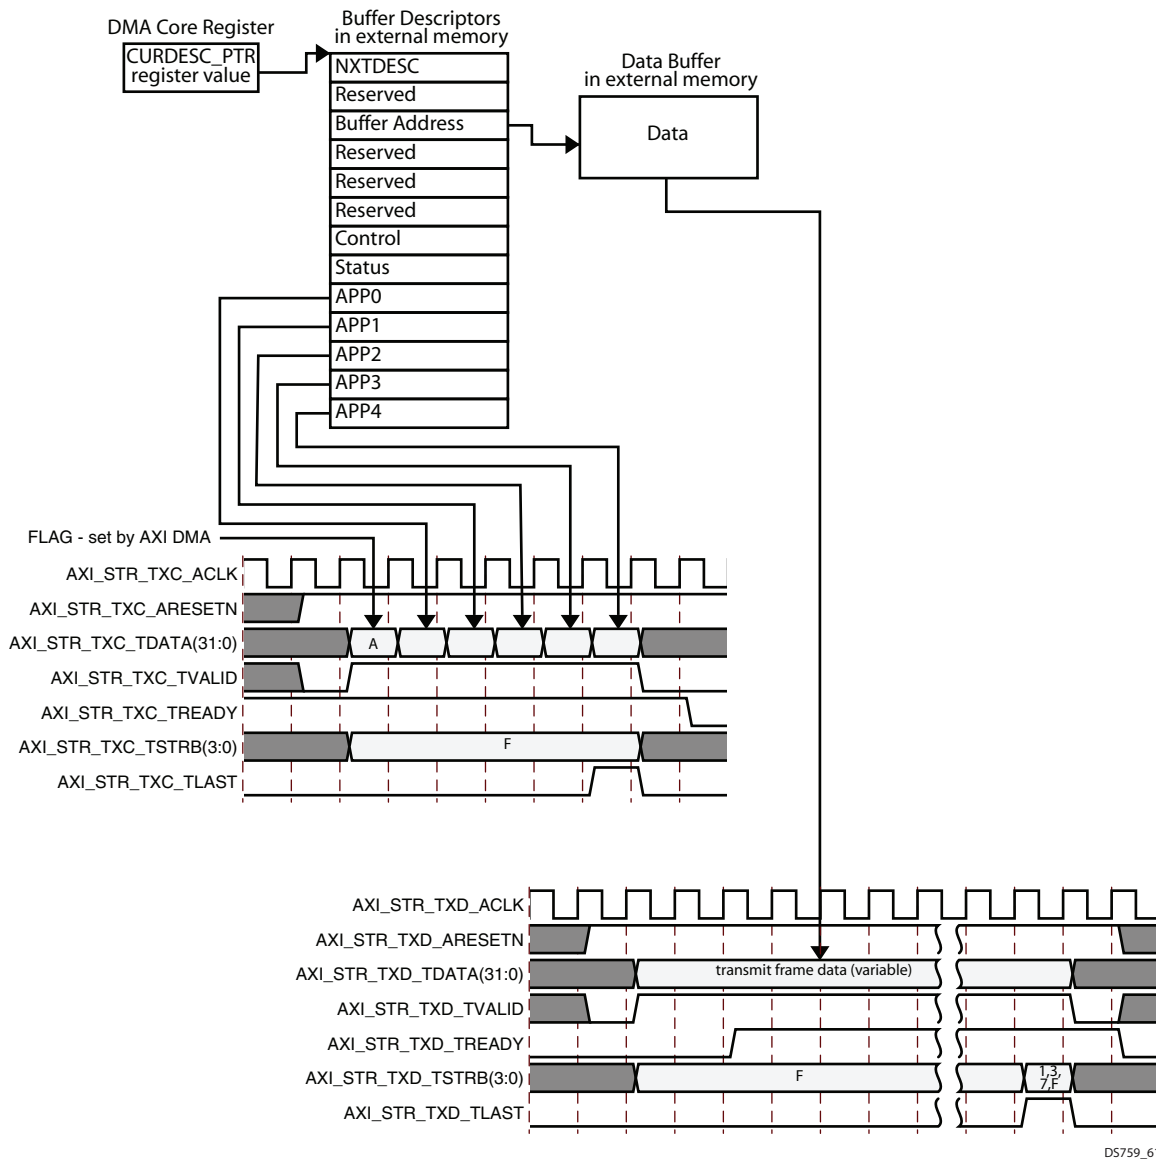 DMA Core Register
CURDESC_PTR
register value
Buffer Descriptors
in external memory
NXTDESC
Reserved
Buffer Address
Reserved
Reserved
Reserved
Control
Status
APP0
APP1
APP2
APP3
APP4
Data Buffer
in external memory
Data
FLAG - set by AXI DMA
AXI_STR_TXC_ACLK
AXI_STR_TXC_ARESETN
AXI_STR_TXC_TDATA(31:0)
A
AXI_STR_TXC_TVALID
AXI_STR_TXC_TREADY
AXI_STR_TXC_TSTRB(3:0)
F
AXI_STR_TXC_TLAST
AXI_STR_TXD_ACLK
AXI_STR_TXD_ARESETN
AXI_STR_TXD_TDATA(31:0)
transmit frame data (variable)
AXI_STR_TXD_TVALID
AXI_STR_TXD_TREADY
AXI_STR_TXD_TSTRB(3:0)
F
1,3,
7,F
AXI_STR_TXD_TLAST